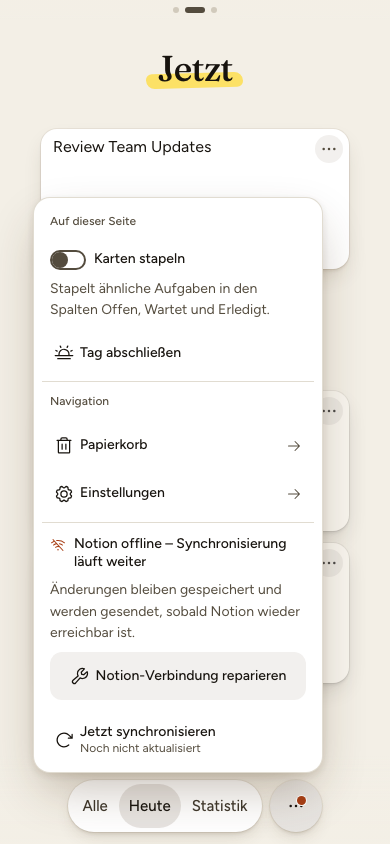 Jetzt
Review Team Updates
Auf dieser Seite
Karten stapeln
Stapelt ähnliche Aufgaben in den
Spalten Offen, Wartet und Erledigt.
Tag abschließen
Navigation
Papierkorb
Einstellungen
Notion offline – Synchronisierung
läuft weiter
Änderungen bleiben gespeichert und
werden gesendet, sobald Notion wieder
erreichbar ist.
Notion-Verbindung reparieren
Jetzt synchronisieren
Noch nicht aktualisiert
Alle Heute Statistik